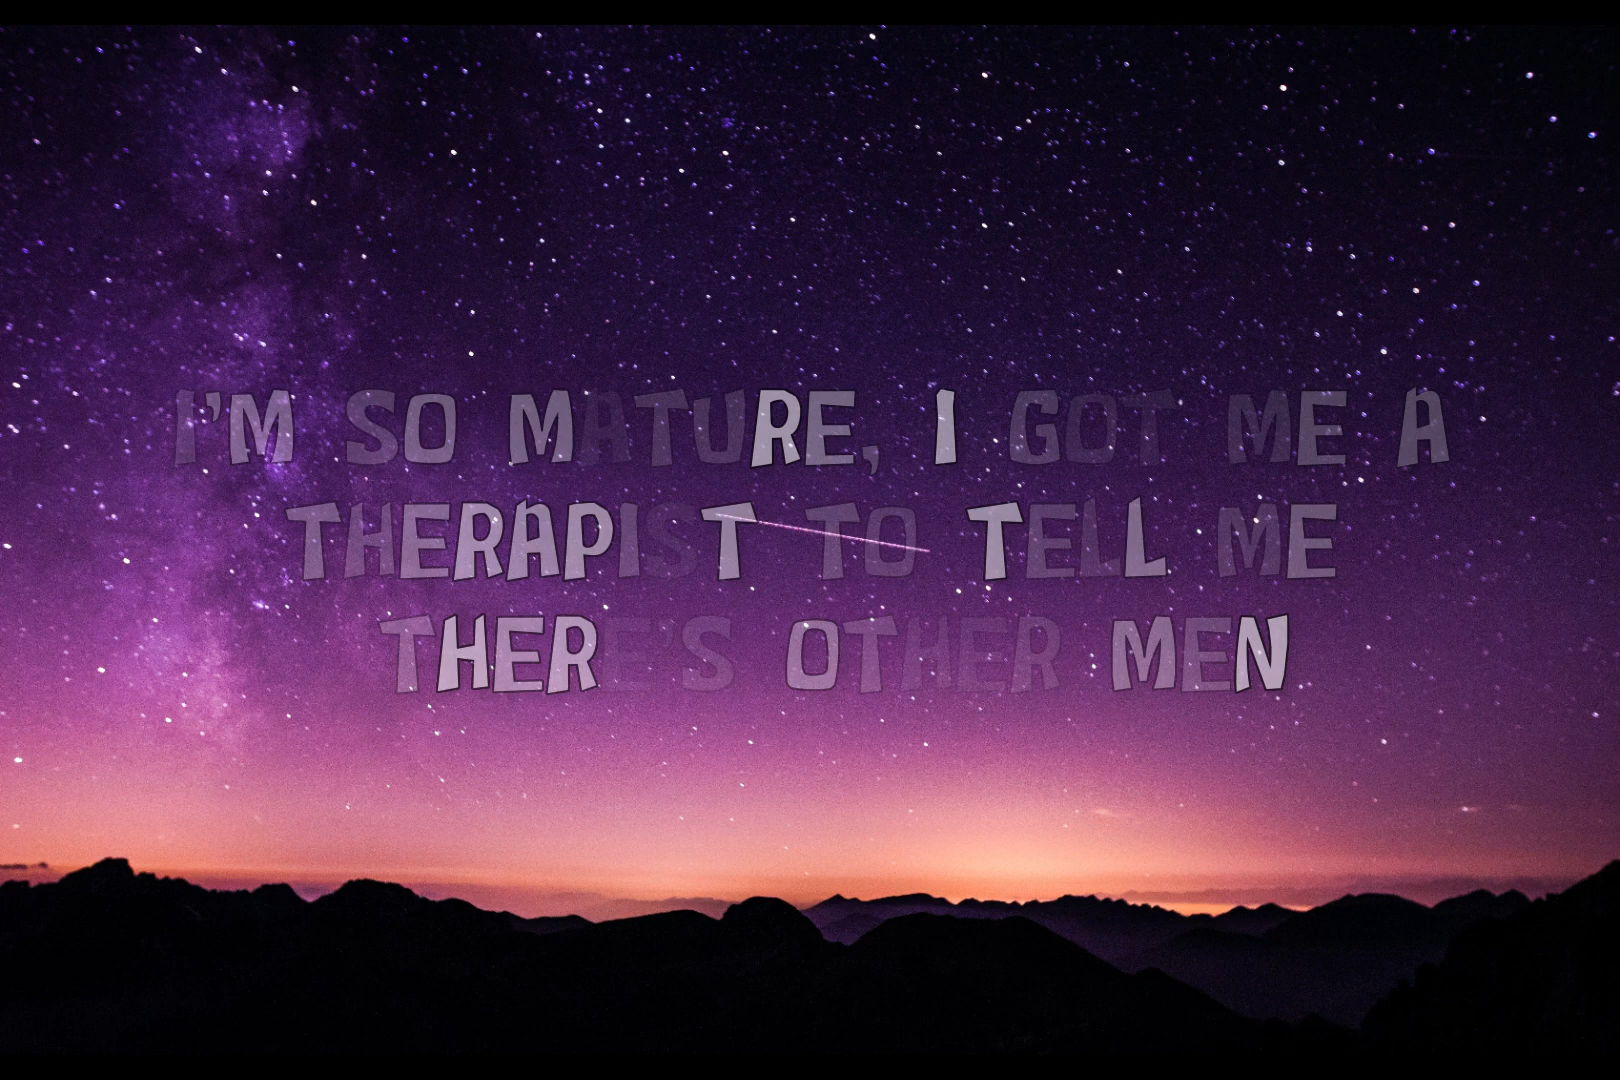 I'M SO MATURE, I GOT ME A
THERAPIST TO TELL ME
THERE'S OTHER MEN